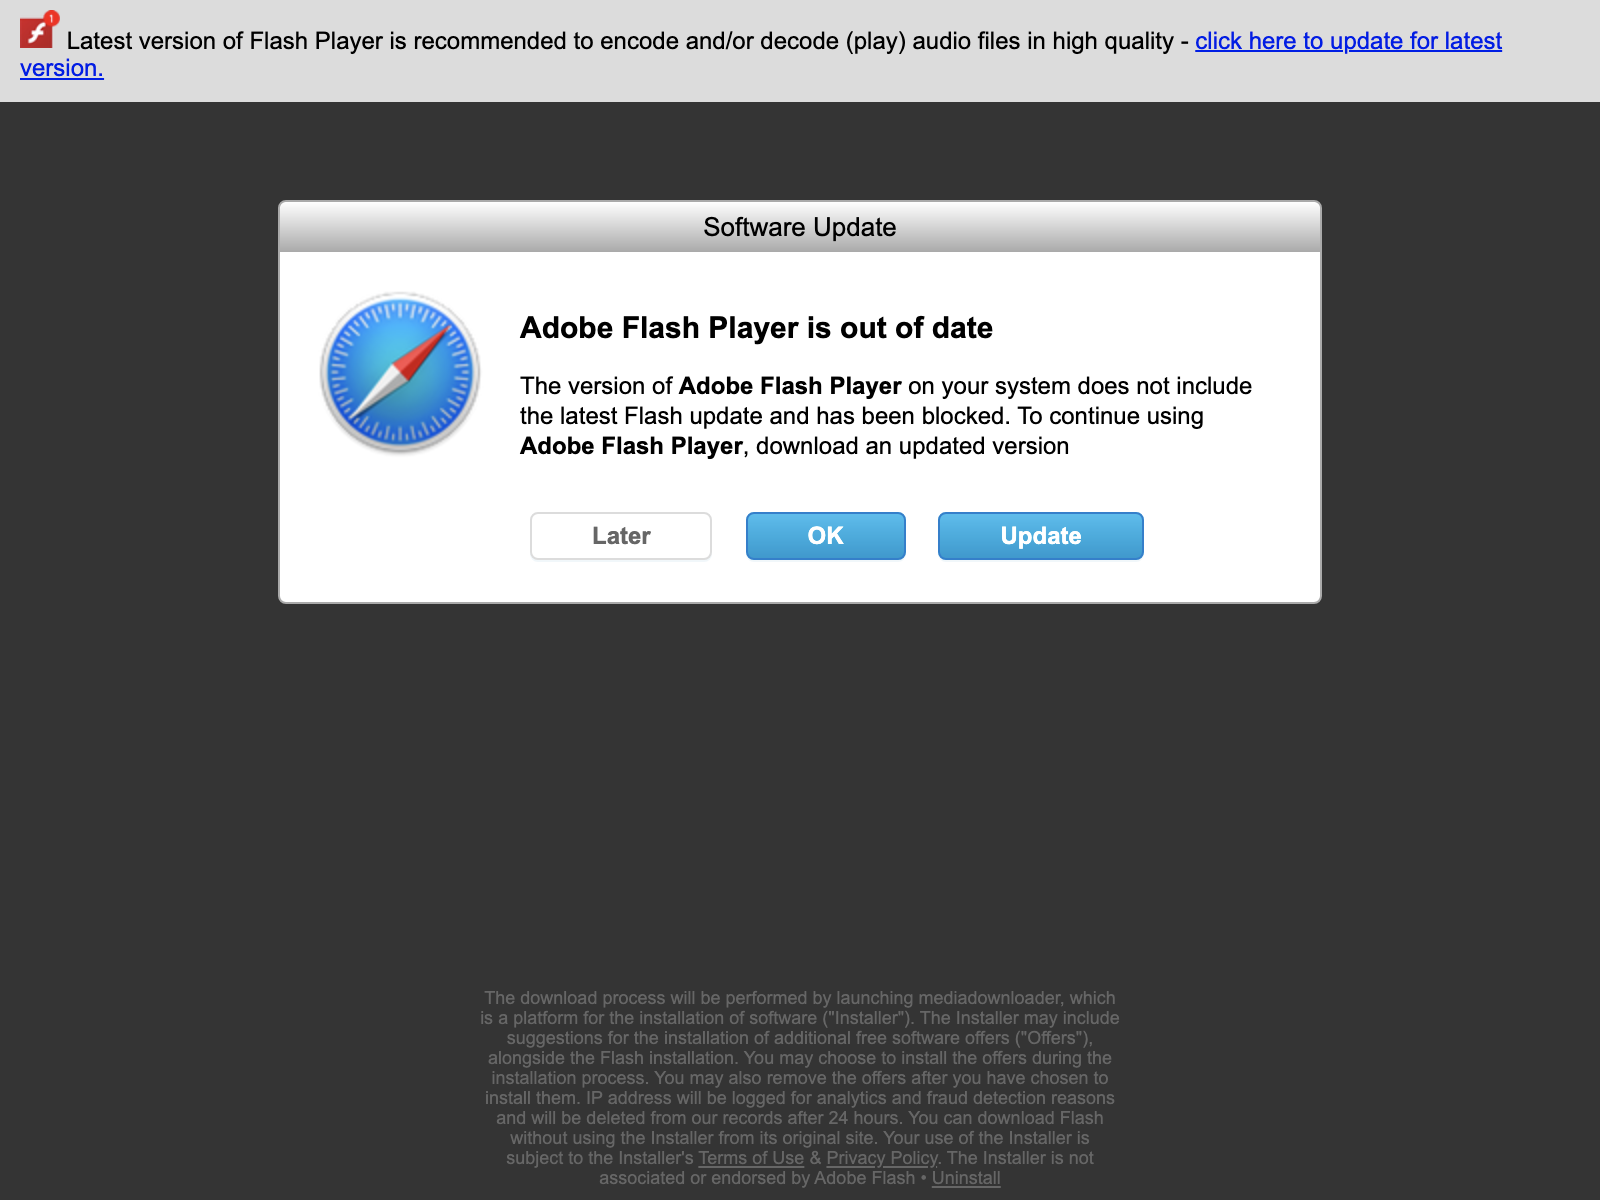 1
Latest version of Flash Player is recommended to encode and/or decode (play) audio files in high quality - click here to update for latest
version.
Software Update
Adobe Flash Player is out of date
The version of Adobe Flash Player on your system does not include
the latest Flash update and has been blocked. To continue using
Adobe Flash Player, download an updated version
Later OK Update
The download process will be performed by launching mediadownloader, which
is a platform for the installation of software ("Installer"). The Installer may include
suggestions for the installation of additional free software offers ("Offers"),
alongside the Flash installation. You may choose to install the offers during the
installation process. You may also remove the offers after you have chosen to
install them. IP address will be logged for analytics and fraud detection reasons
and will be deleted from our records after 24 hours. You can download Flash
without using the Installer from its original site. Your use of the Installer is
subject to the Installer's Terms of Use & Privacy Policy. The Installer is not
associated or endorsed by Adobe Flash • Uninstall